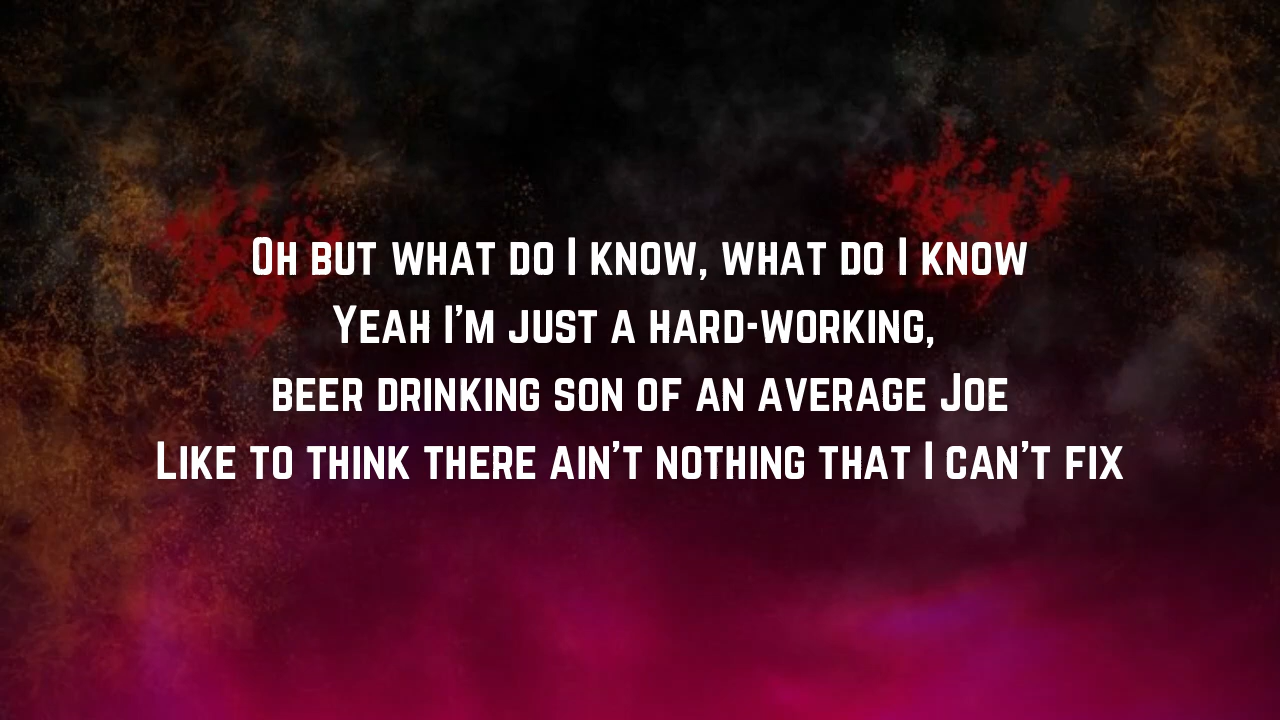 Oh but what do I know, what do I know
Yeah I'm just a hard-working,
beer drinking son of an average Joe
Like to think there ain't nothing that I can't fix